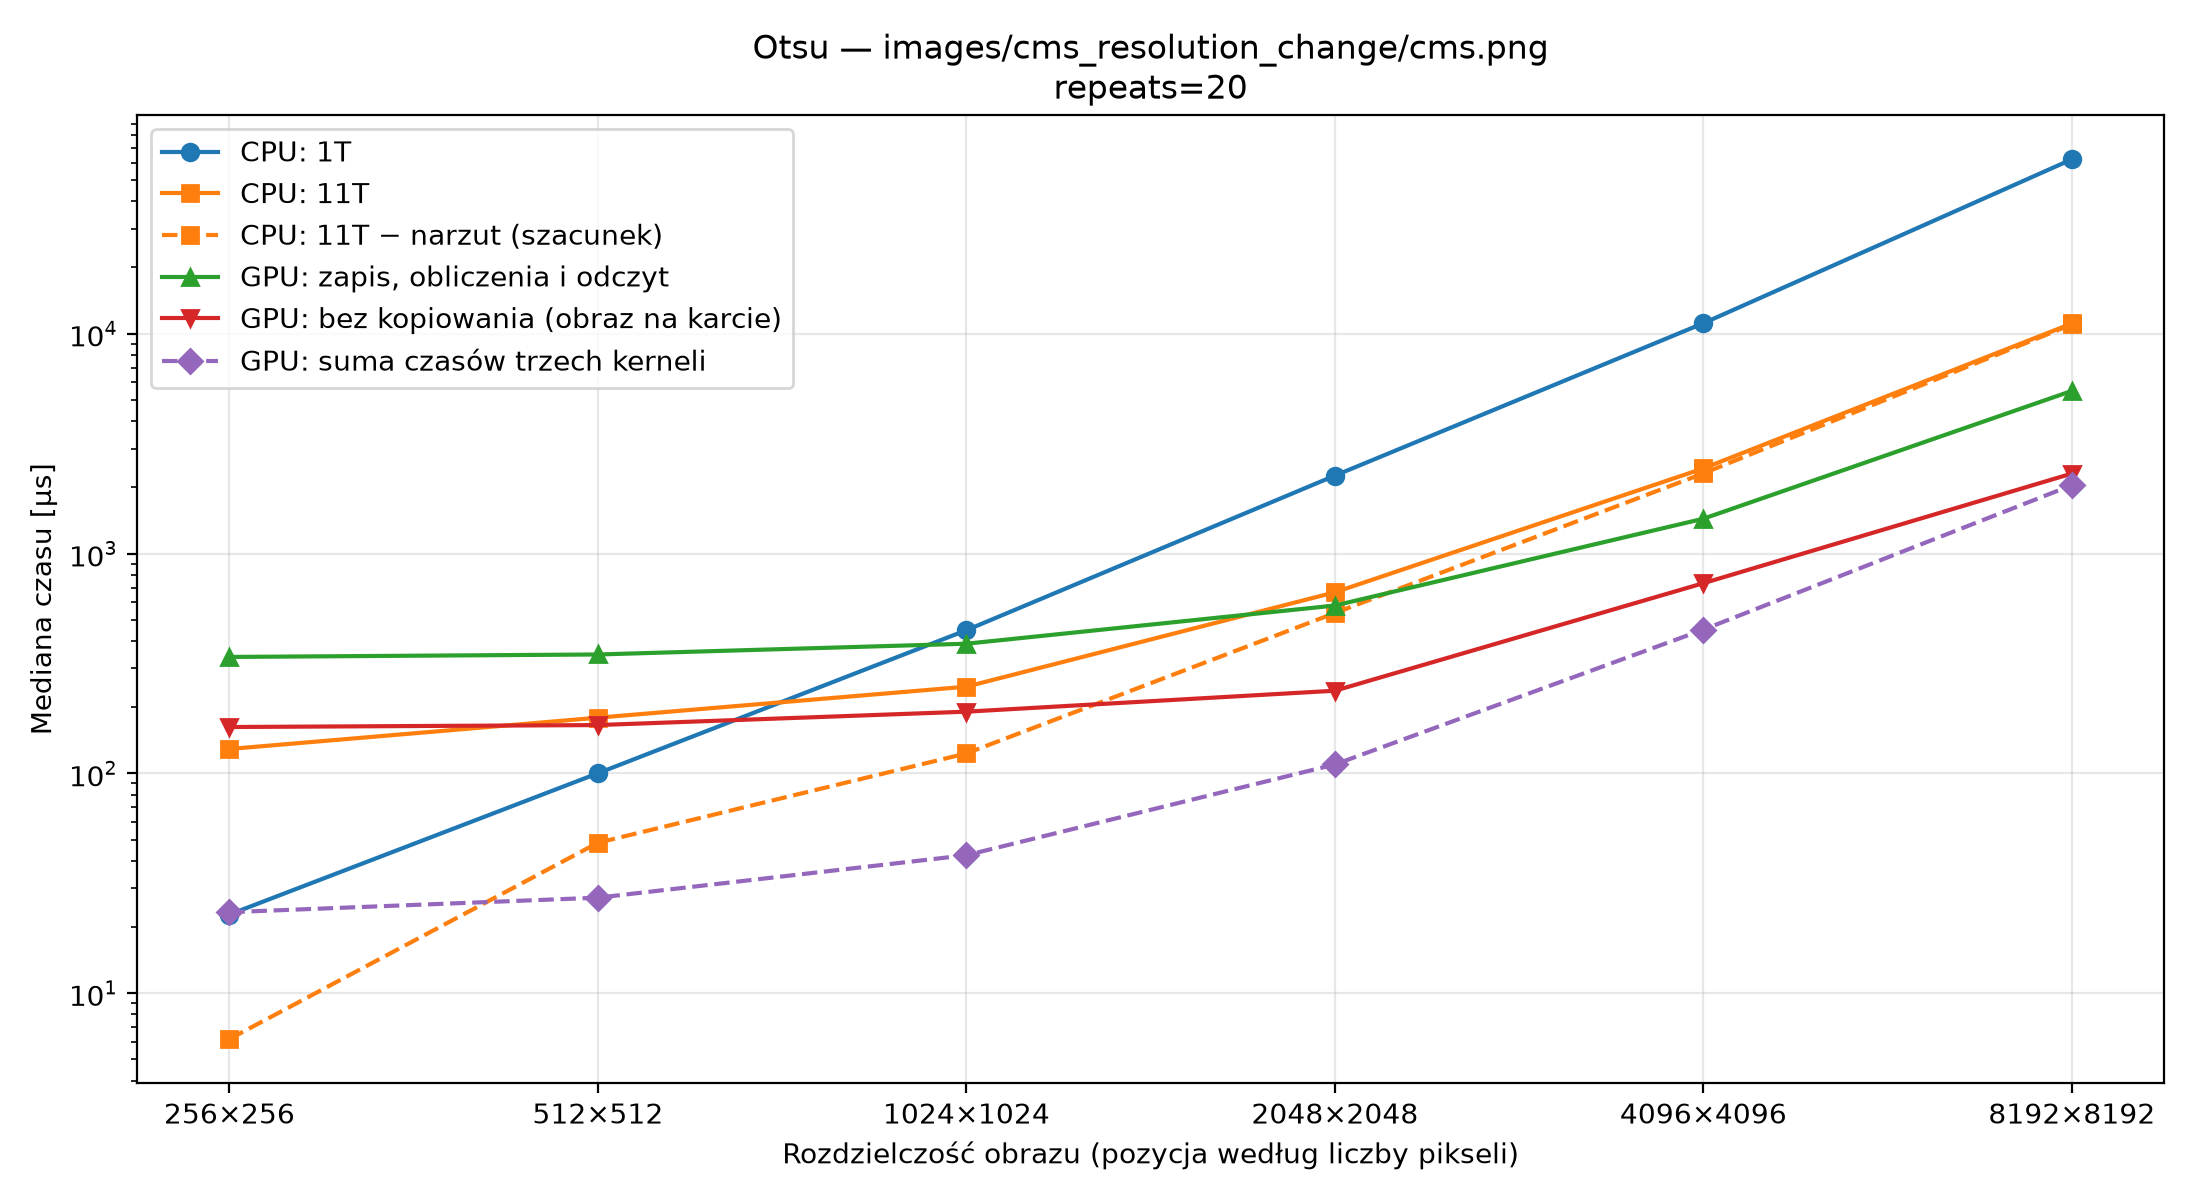 Otsu — images/cms_resolution_change/cms.png
repeats=20
CPU: 1T
CPU: 11T
CPU: 11T − narzut (szacunek)
GPU: zapis, obliczenia i odczyt
GPU: bez kopiowania (obraz na karcie)
GPU: suma czasów trzech kerneli
Mediana czasu [µs]
10⁴
10³
10²
10¹
256×256
512×512
1024×1024
2048×2048
4096×4096
8192×8192
Rozdzielczość obrazu (pozycja według liczby pikseli)